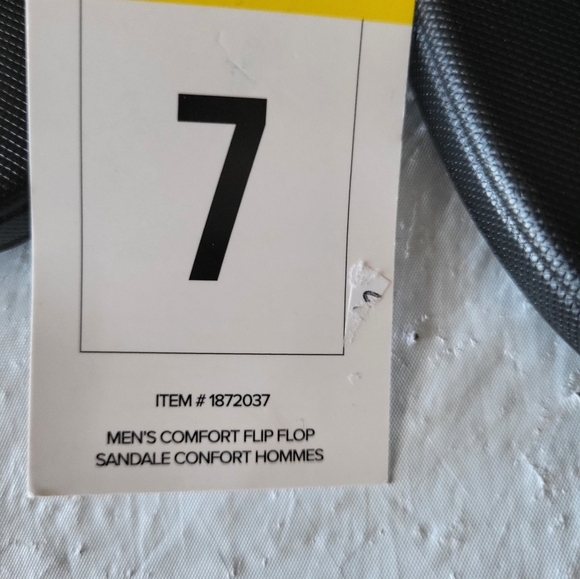 7
ITEM # 1872037
MEN'S COMFORT FLIP FLOP
SANDALE CONFORT HOMMES